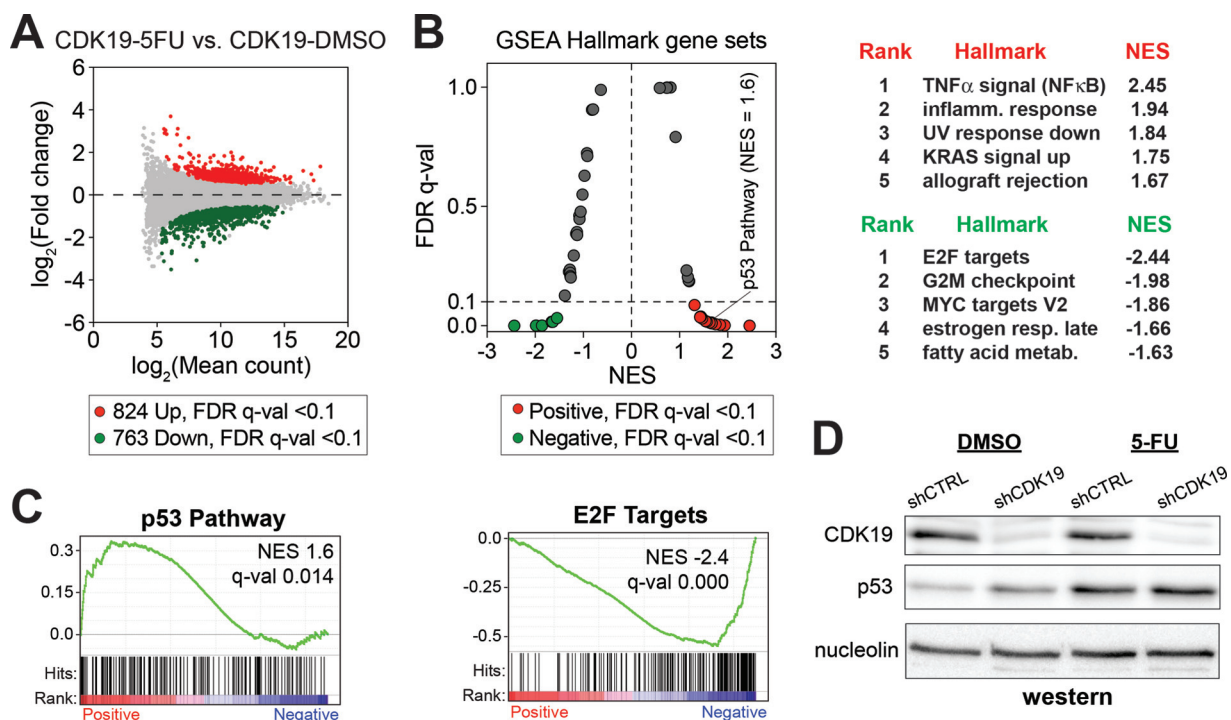 A
CDK19-5FU vs. CDK19-DMSO
log2(Fold change)
6
4
2
0
-2
-4
-6
0
5
10
15
20
log2(Mean count)
824 Up, FDR q-val <0.1
763 Down, FDR q-val <0.1
B
GSEA Hallmark gene sets
FDR q-val
1.0
0.5
0.1
0.0
p53 Pathway (NES = 1.6)
-3
-2
-1
0
1
2
3
NES
Positive, FDR q-val <0.1
Negative, FDR q-val <0.1
Rank Hallmark NES
1 TNFα signal (NFκB) 2.45
2 inflamm. response 1.94
3 UV response down 1.84
4 KRAS signal up 1.75
5 allograft rejection 1.67
Rank Hallmark NES
1 E2F targets -2.44
2 G2M checkpoint -1.98
3 MYC targets V2 -1.86
4 estrogen resp. late -1.66
5 fatty acid metab. -1.63
C
p53 Pathway
NES 1.6
q-val 0.014
0.3
0.15
0.0
Hits:
Rank:
Positive Negative
E2F Targets
NES -2.4
q-val 0.000
0.0
-0.25
-0.5
Hits:
Rank:
Positive Negative
D
DMSO 5-FU
shCTRL shCDK19 shCTRL shCDK19
CDK19
p53
nucleolin
western